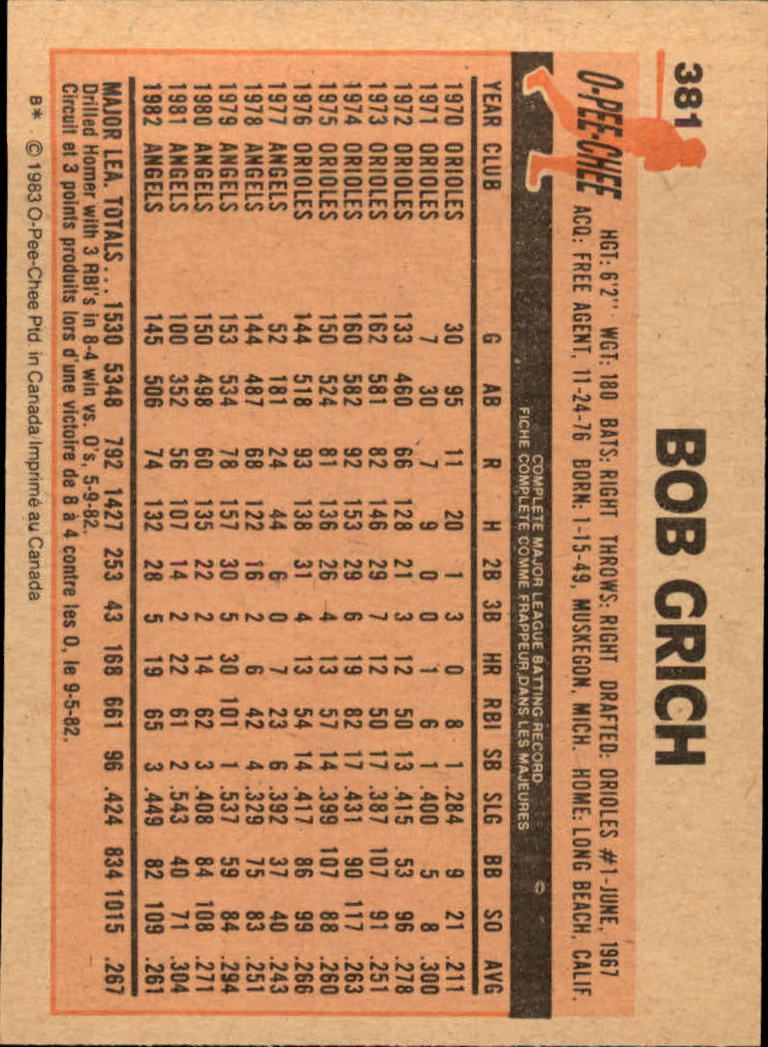 381
BOB GRICH
O-PEE-CHEE
HGT: 6'2" WGT: 180 BATS: RIGHT THROWS: RIGHT DRAFTED: ORIOLES #1-JUNE, 1967
ACQ: FREE AGENT, 11-24-76 BORN: 1-15-49, MUSKEGON, MICH. HOME: LONG BEACH, CALIF.
COMPLETE MAJOR LEAGUE BATTING RECORD
FICHE COMPLÈTE COMME FRAPPEUR DANS LES MAJEURES
YEAR CLUB G AB R H 2B 3B HR RBI SB SLG BB SO AVG
1970 ORIOLES 30 95 11 20 1 3 0 8 1 .284 9 21 .211
1971 ORIOLES 7 30 7 9 0 0 1 6 1 .400 5 8 .300
1972 ORIOLES 133 460 66 128 21 3 12 50 13 .415 53 96 .278
1973 ORIOLES 162 581 82 146 29 7 12 50 17 .387 107 91 .251
1974 ORIOLES 160 582 92 153 29 6 19 82 17 .431 90 117 .263
1975 ORIOLES 150 524 81 136 26 4 13 57 14 .399 107 88 .260
1976 ORIOLES 144 518 93 138 31 4 13 54 14 .417 86 99 .266
1977 ANGELS 52 181 24 44 6 0 7 23 6 .392 37 40 .243
1978 ANGELS 144 487 68 122 16 2 6 42 4 .329 75 83 .251
1979 ANGELS 153 534 78 157 30 5 30 101 1 .537 59 84 .294
1980 ANGELS 150 498 60 135 22 2 14 62 3 .408 84 108 .271
1981 ANGELS 100 352 56 107 14 2 22 61 2 .543 40 71 .304
1982 ANGELS 145 506 74 132 28 5 19 65 3 .449 82 109 .261
MAJOR LEA. TOTALS... 1530 5348 792 1427 253 43 168 661 96 .424 834 1015 .267
Drilled Homer with 3 RBI's in 8-4 win vs. O's, 5-9-82.
Circuit et 3 points produits lors d'une victoire de 8 à 4 contre les O, le 9-5-82.
B* © 1983 O-Pee-Chee Ptd. in Canada/Imprimé au Canada